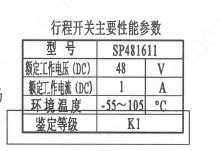 行程开关主要性能参数
型 号 SP481611
额定工作电压(DC) 48 V
额定工作电流(DC) 1 A
环 境 温 度 -55～105 °C
鉴定等级 K1